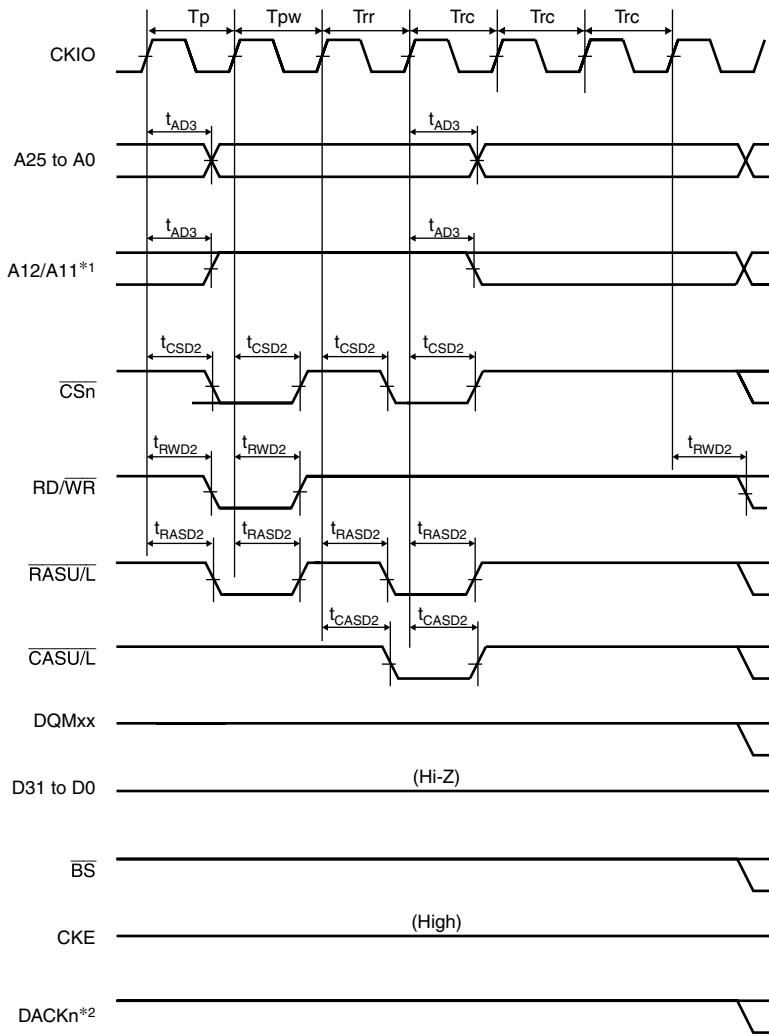 Tp Tpw Trr Trc Trc Trc
CKIO
tAD3 tAD3
A25 to A0
tAD3 tAD3
A12/A11*1
tCSD2 tCSD2 tCSD2 tCSD2
CSn
tRWD2 tRWD2 tRWD2
RD/WR
tRASD2 tRASD2 tRASD2 tRASD2
RASU/L
tCASD2 tCASD2
CASU/L
DQMxx
(Hi-Z)
D31 to D0
BS
(High)
CKE
DACKn*2